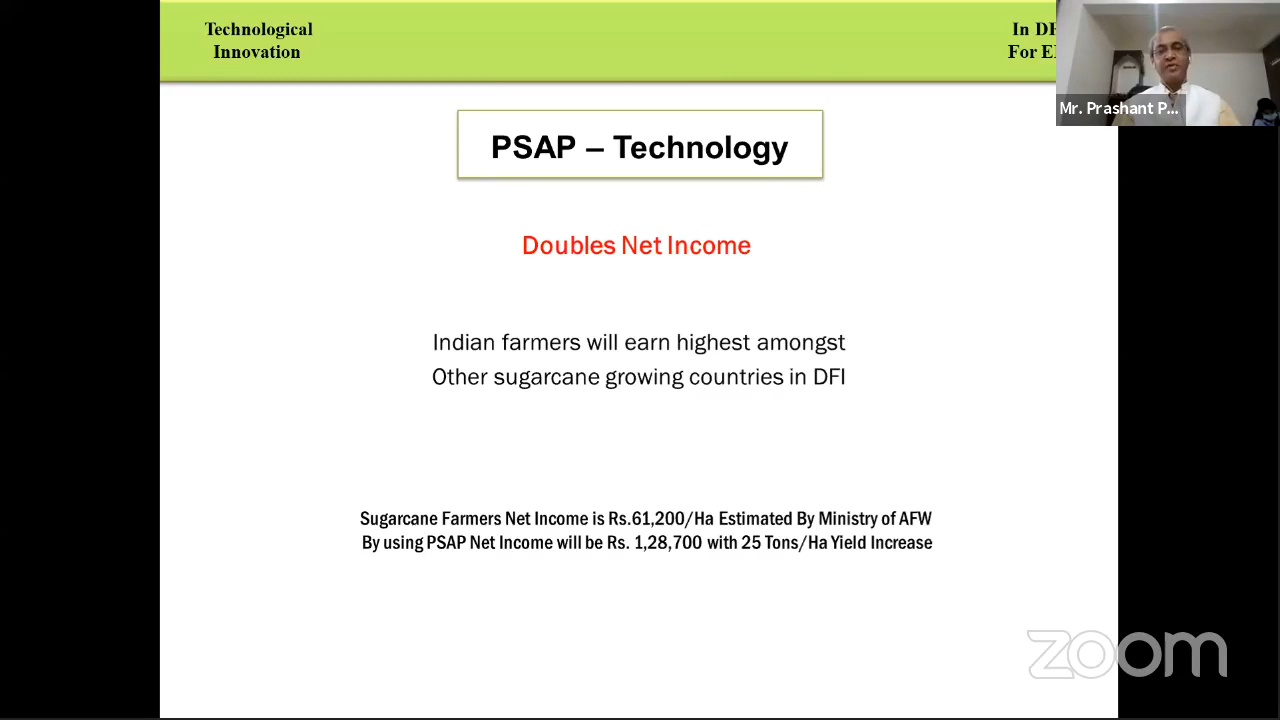 Technological
Innovation
In
For
Mr. Prashant P...
PSAP – Technology
Doubles Net Income
Indian farmers will earn highest amongst
Other sugarcane growing countries in DFI
Sugarcane Farmers Net Income is Rs.61,200/Ha Estimated By Ministry of AFW
By using PSAP Net Income will be Rs. 1,28,700 with 25 Tons/Ha Yield Increase
zoom